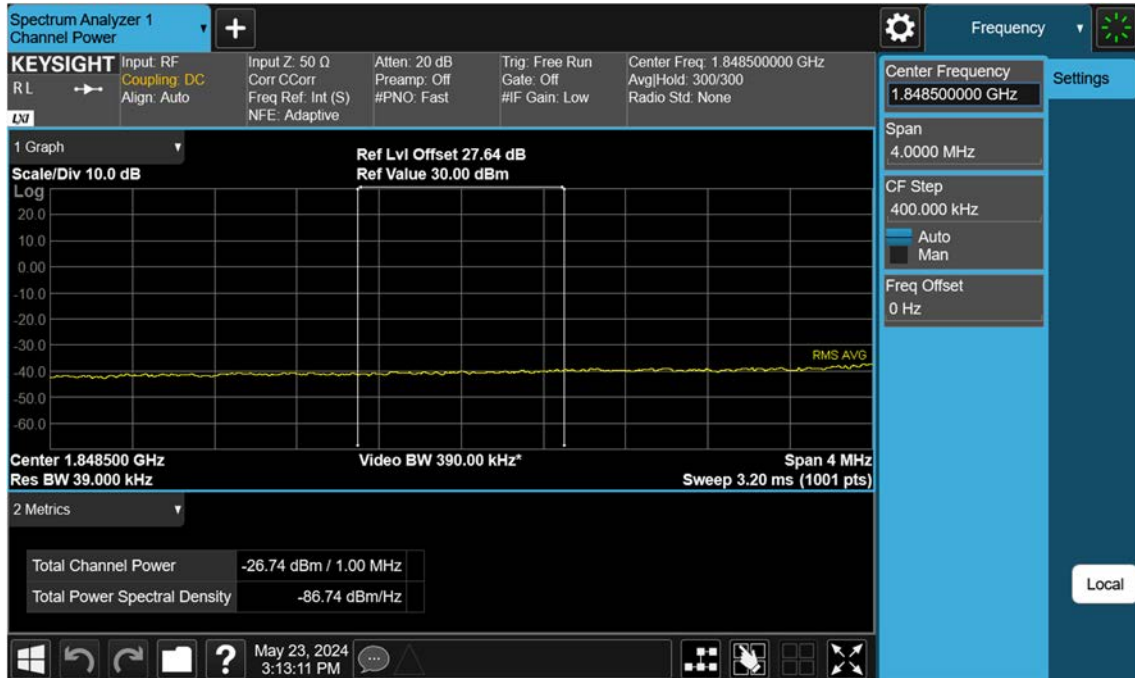 Spectrum Analyzer 1
Channel Power
+
Frequency
KEYSIGHT
R L
LXI
Input: RF
Coupling: DC
Align: Auto
Input Z: 50 Ω
Corr CCorr
Freq Ref: Int (S)
NFE: Adaptive
Atten: 20 dB
Preamp: Off
#PNO: Fast
Trig: Free Run
Gate: Off
#IF Gain: Low
Center Freq: 1.848500000 GHz
Avg|Hold: 300/300
Radio Std: None
Center Frequency
1.848500000 GHz
Settings
Span
4.0000 MHz
CF Step
400.000 kHz
Auto
Man
Freq Offset
0 Hz
Local
1 Graph
Scale/Div 10.0 dB
Ref Lvl Offset 27.64 dB
Ref Value 30.00 dBm
Log
20.0
10.0
0.00
-10.0
-20.0
-30.0
-40.0
-50.0
-60.0
RMS AVG
Center 1.848500 GHz
Video BW 390.00 kHz*
Span 4 MHz
Res BW 39.000 kHz
Sweep 3.20 ms (1001 pts)
2 Metrics
Total Channel Power -26.74 dBm / 1.00 MHz
Total Power Spectral Density -86.74 dBm/Hz
?
May 23, 2024
3:13:11 PM